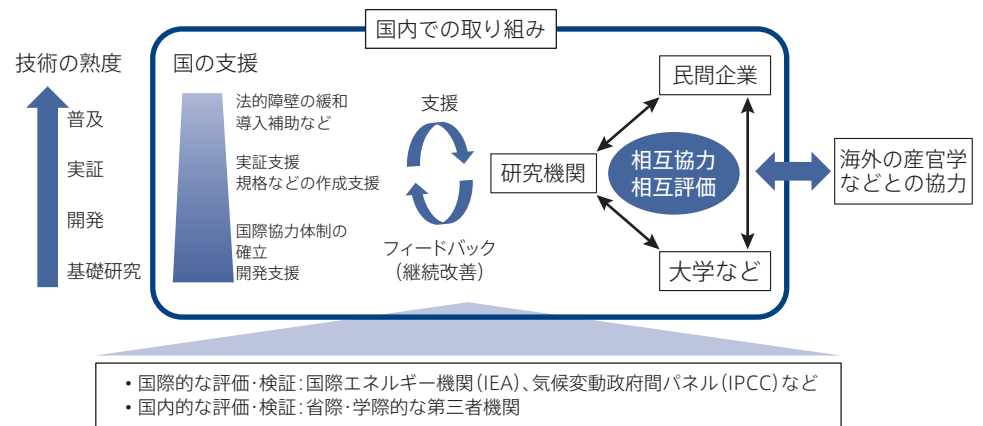 国内での取り組み
技術の熟度
普及
実証
開発
基礎研究
国の支援
法的障壁の緩和
導入補助など
実証支援
規格などの作成支援
国際協力体制の
確立
開発支援
支援
フィードバック
(継続改善)
民間企業
研究機関
相互協力
相互評価
大学など
海外の産官学
などとの協力
• 国際的な評価・検証:国際エネルギー機関(IEA)、気候変動政府間パネル(IPCC)など
• 国内的な評価・検証:省際・学際的な第三者機関